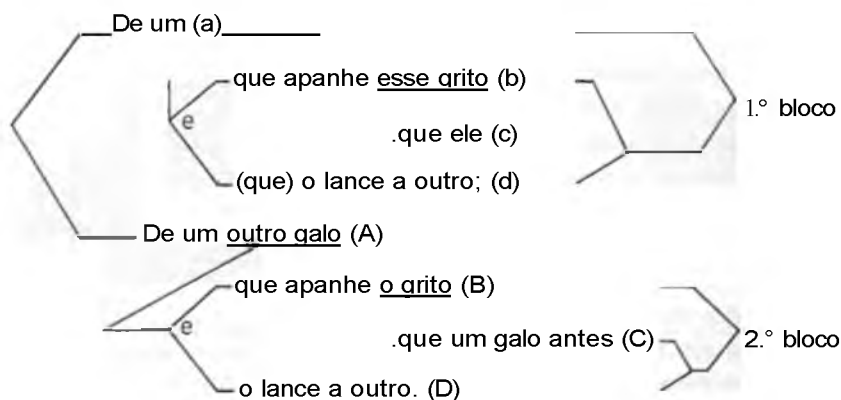 De um (a)
que apanhe esse grito (b)
e
1.º bloco
.que ele (c)
(que) o lance a outro; (d)
De um outro galo (A)
que apanhe o grito (B)
e
.que um galo antes (C)
2.º bloco
o lance a outro. (D)